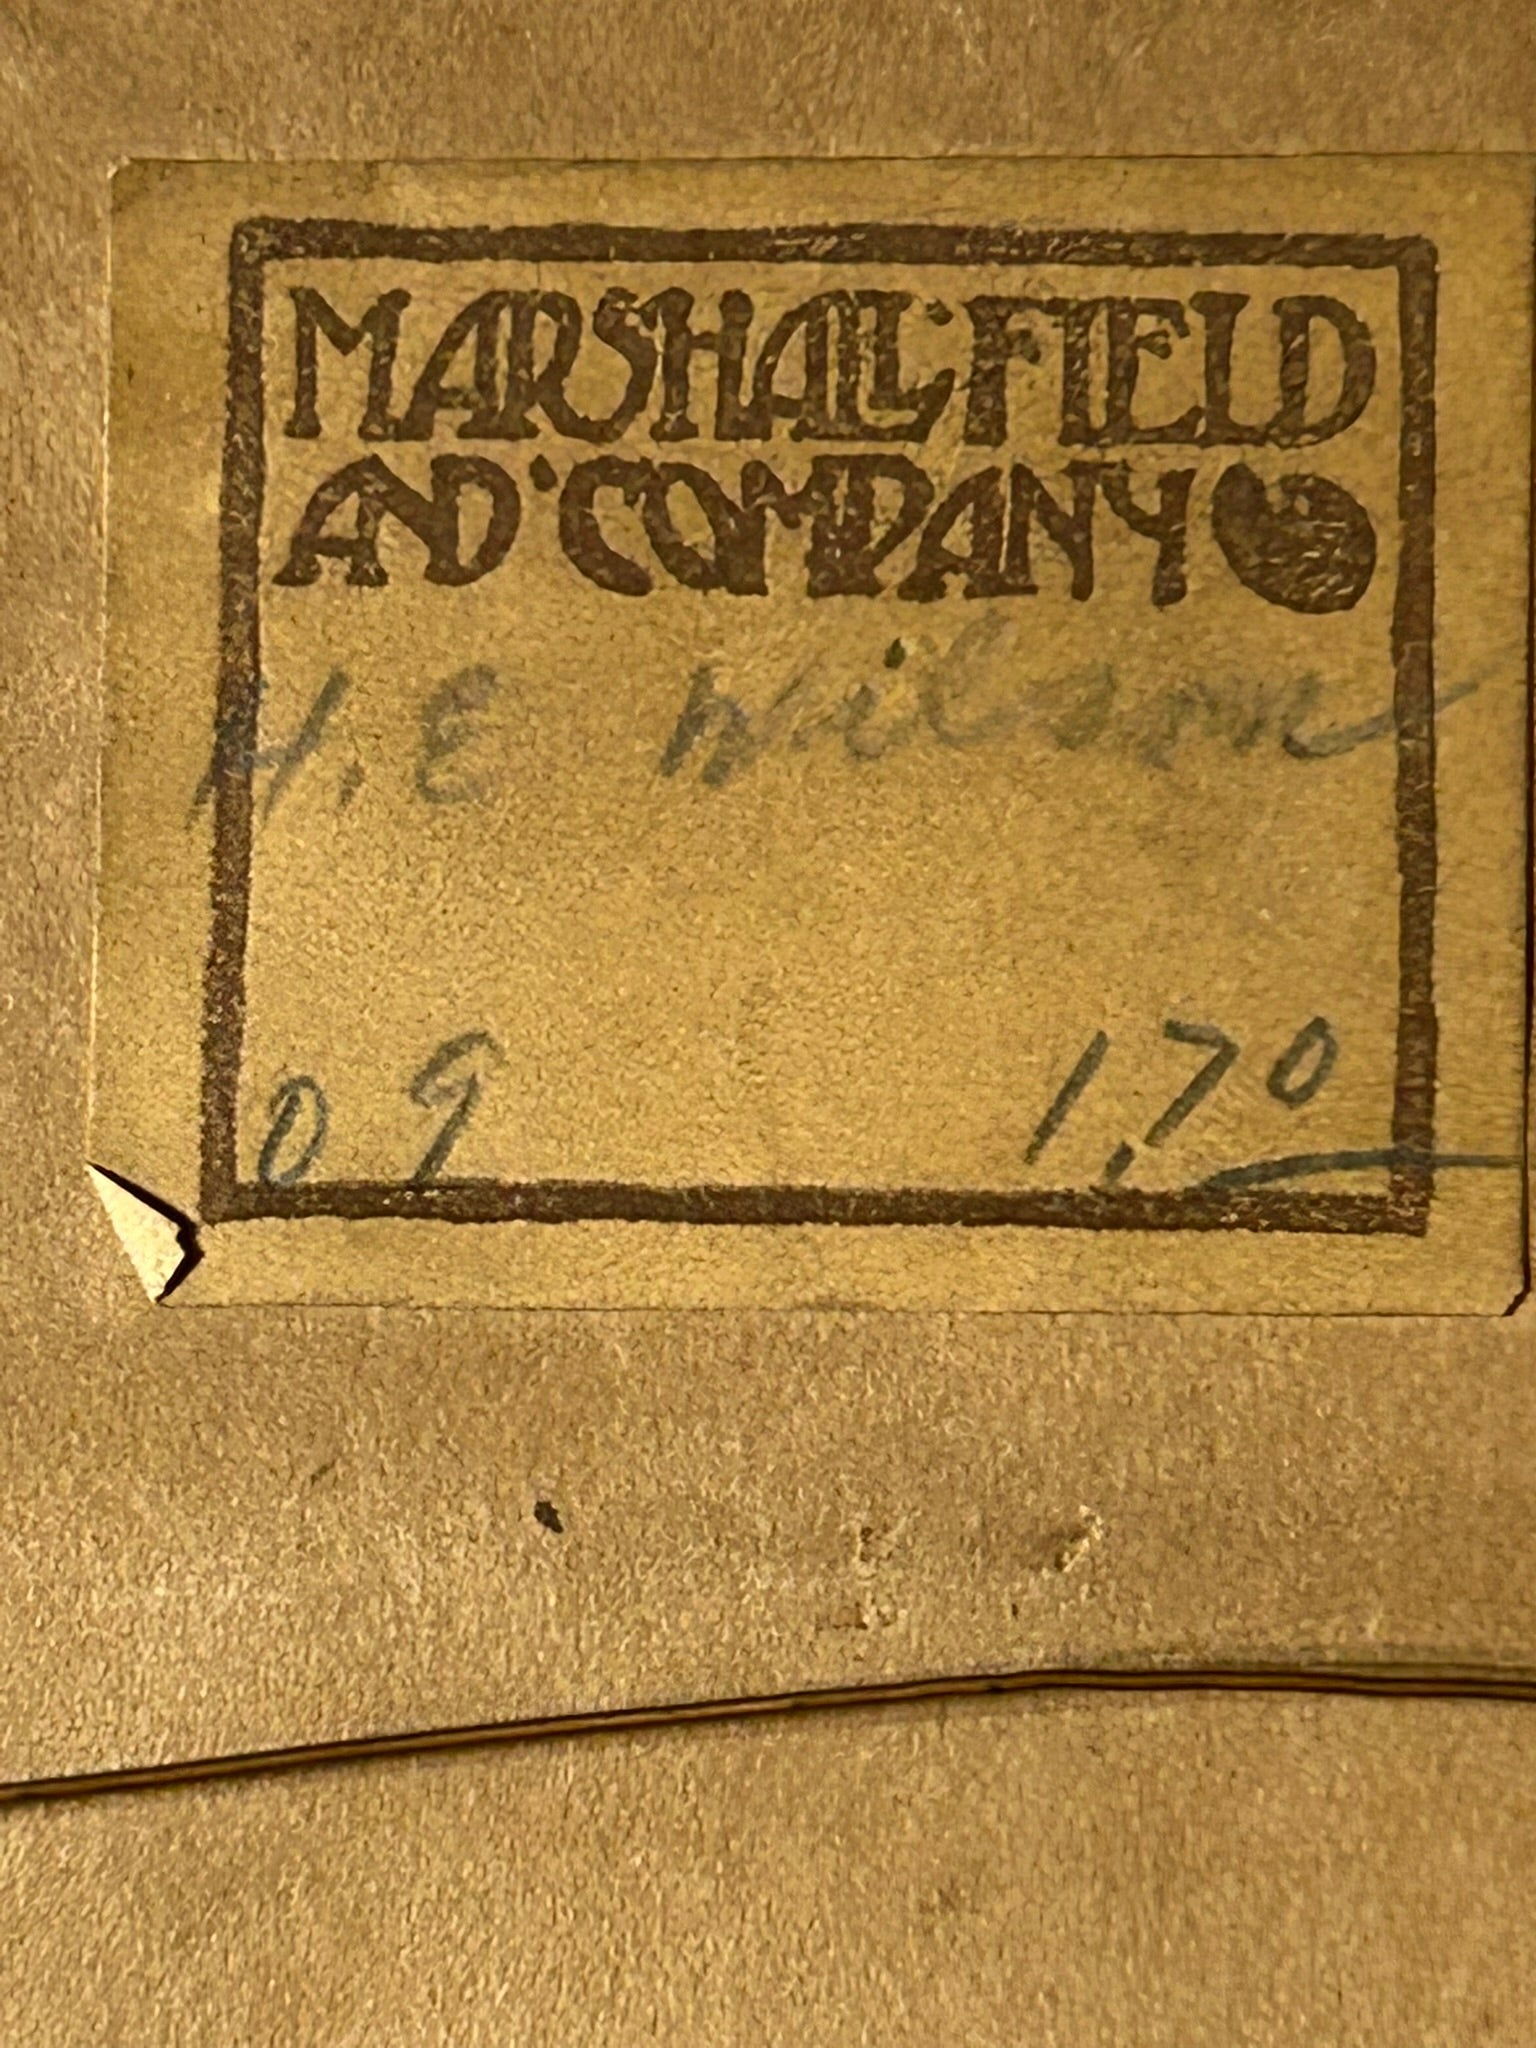 MARSHALL·FIELD
AND·COMPANY
H.E Wilson
09 1.70